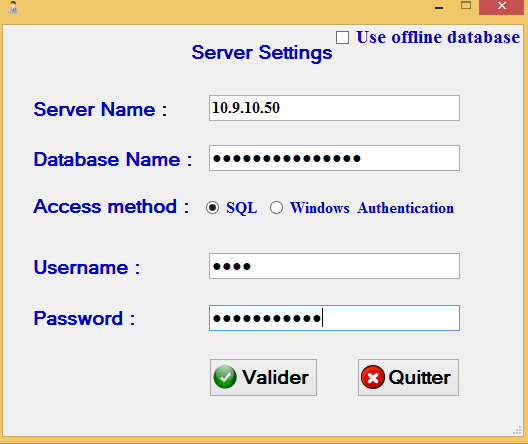 Use offline database
Server Settings
Server Name : 10.9.10.50
Database Name : ●●●●●●●●●●●●●●●
Access method : SQL Windows Authentication
Username : ●●●●
Password : ●●●●●●●●●●●
Valider Quitter